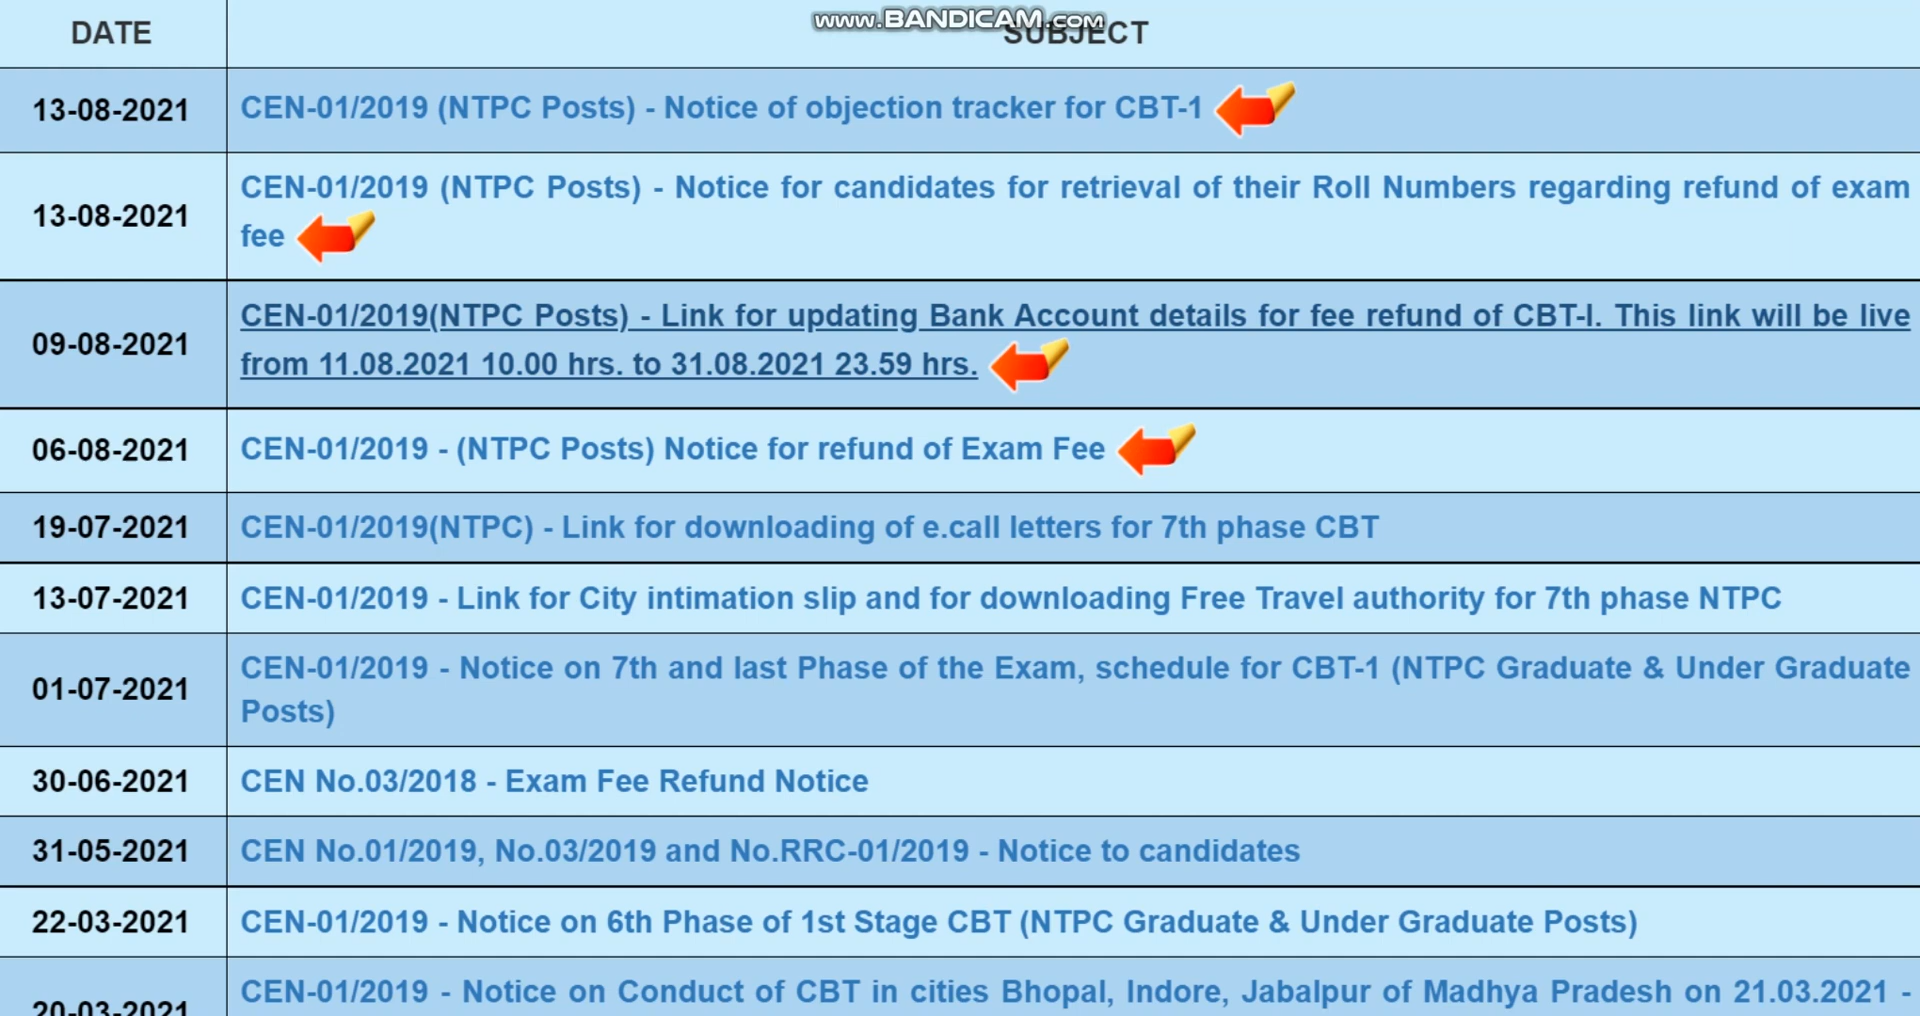 www.BANDICAM.com
DATE SUBJECT
13-08-2021 CEN-01/2019 (NTPC Posts) - Notice of objection tracker for CBT-1
13-08-2021 CEN-01/2019 (NTPC Posts) - Notice for candidates for retrieval of their Roll Numbers regarding refund of exam
fee
09-08-2021 CEN-01/2019(NTPC Posts) - Link for updating Bank Account details for fee refund of CBT-I. This link will be live
from 11.08.2021 10.00 hrs. to 31.08.2021 23.59 hrs.
06-08-2021 CEN-01/2019 - (NTPC Posts) Notice for refund of Exam Fee
19-07-2021 CEN-01/2019(NTPC) - Link for downloading of e.call letters for 7th phase CBT
13-07-2021 CEN-01/2019 - Link for City intimation slip and for downloading Free Travel authority for 7th phase NTPC
01-07-2021 CEN-01/2019 - Notice on 7th and last Phase of the Exam, schedule for CBT-1 (NTPC Graduate & Under Graduate
Posts)
30-06-2021 CEN No.03/2018 - Exam Fee Refund Notice
31-05-2021 CEN No.01/2019, No.03/2019 and No.RRC-01/2019 - Notice to candidates
22-03-2021 CEN-01/2019 - Notice on 6th Phase of 1st Stage CBT (NTPC Graduate & Under Graduate Posts)
20-03-2021 CEN-01/2019 - Notice on Conduct of CBT in cities Bhopal, Indore, Jabalpur of Madhya Pradesh on 21.03.2021 -